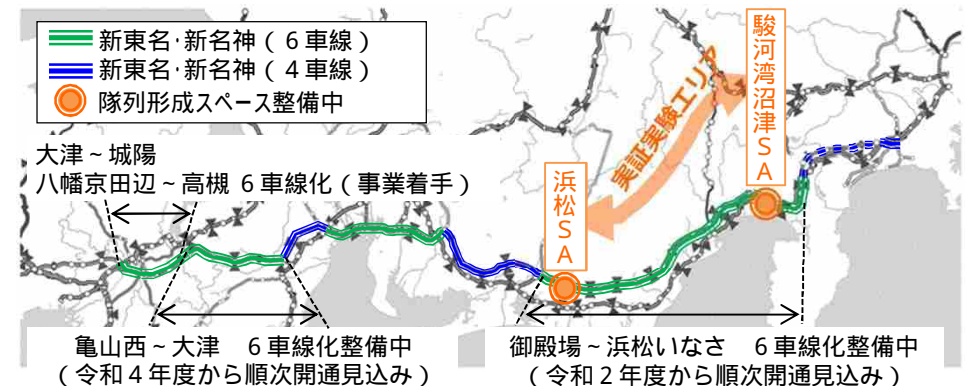 新東名・新名神（６車線）
新東名・新名神（４車線）
隊列形成スペース整備中
大津～城陽
八幡京田辺～高槻 ６車線化（事業着手）
実証実験エリア
駿河湾沼津ＳＡ
浜松ＳＡ
亀山西～大津　６車線化整備中
（令和４年度から順次開通見込み）
御殿場～浜松いなさ　６車線化整備中
（令和２年度から順次開通見込み）